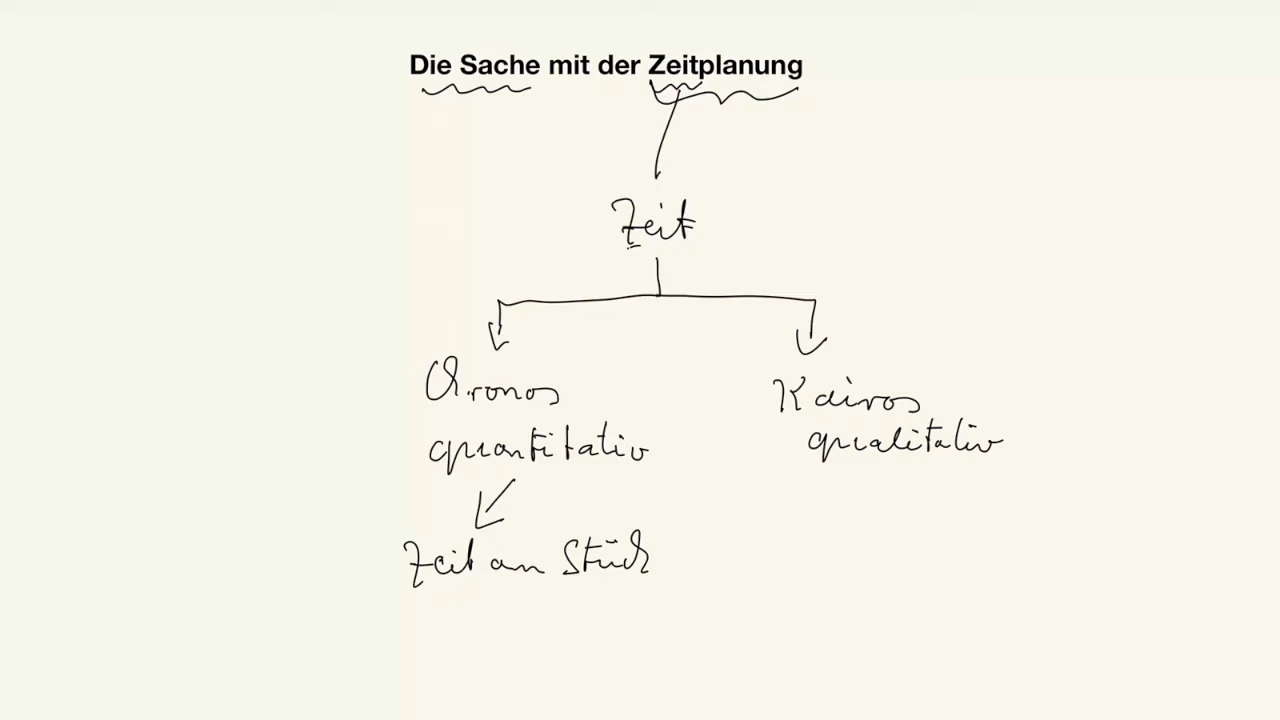 Die Sache mit der Zeitplanung
Zeit
Chronos
quantitativ
Kairos
qualitativ
Zeit am Stück